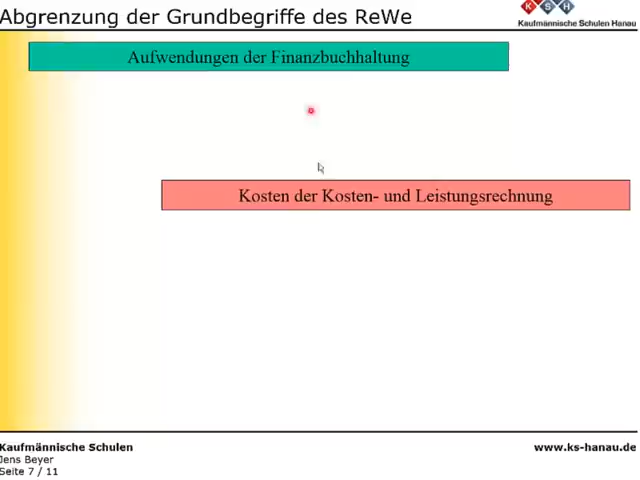 Abgrenzung der Grundbegriffe des ReWe
KSH
Kaufmännische Schulen Hanau
Aufwendungen der Finanzbuchhaltung
Kosten der Kosten- und Leistungsrechnung
Kaufmännische Schulen
www.ks-hanau.de
Jens Beyer
Seite 7 / 11